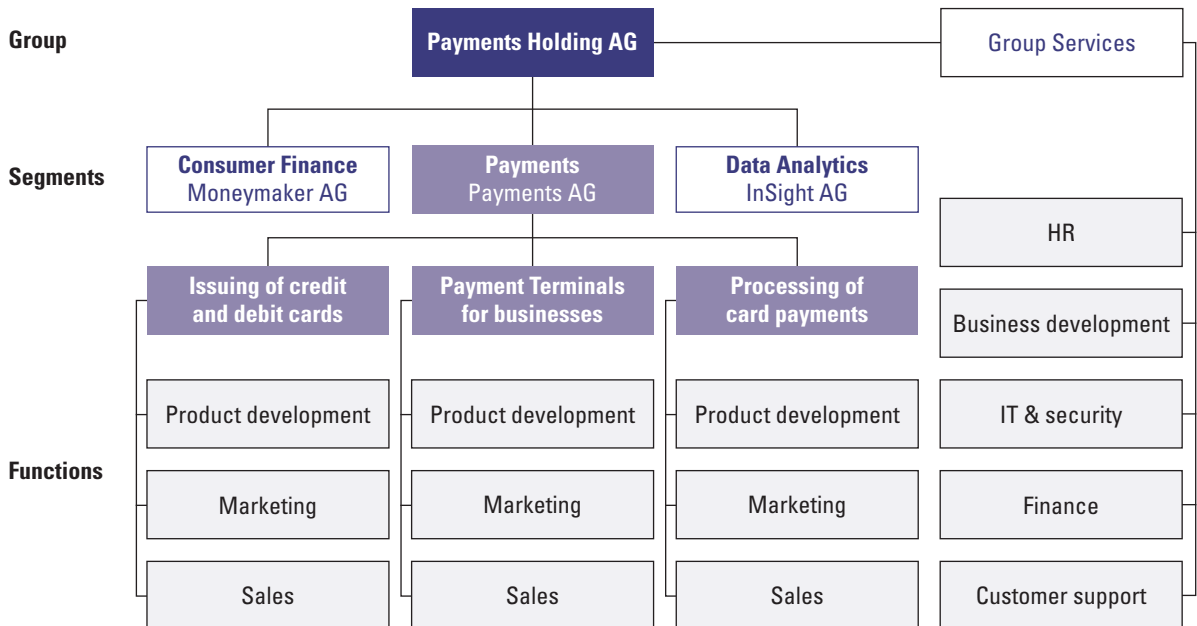 Group
Payments Holding AG
Group Services
Segments
Consumer Finance
Moneymaker AG
Payments
Payments AG
Data Analytics
InSight AG
Issuing of credit
and debit cards
Payment Terminals
for businesses
Processing of
card payments
Functions
Product development
Marketing
Sales
Product development
Marketing
Sales
Product development
Marketing
Sales
HR
Business development
IT & security
Finance
Customer support